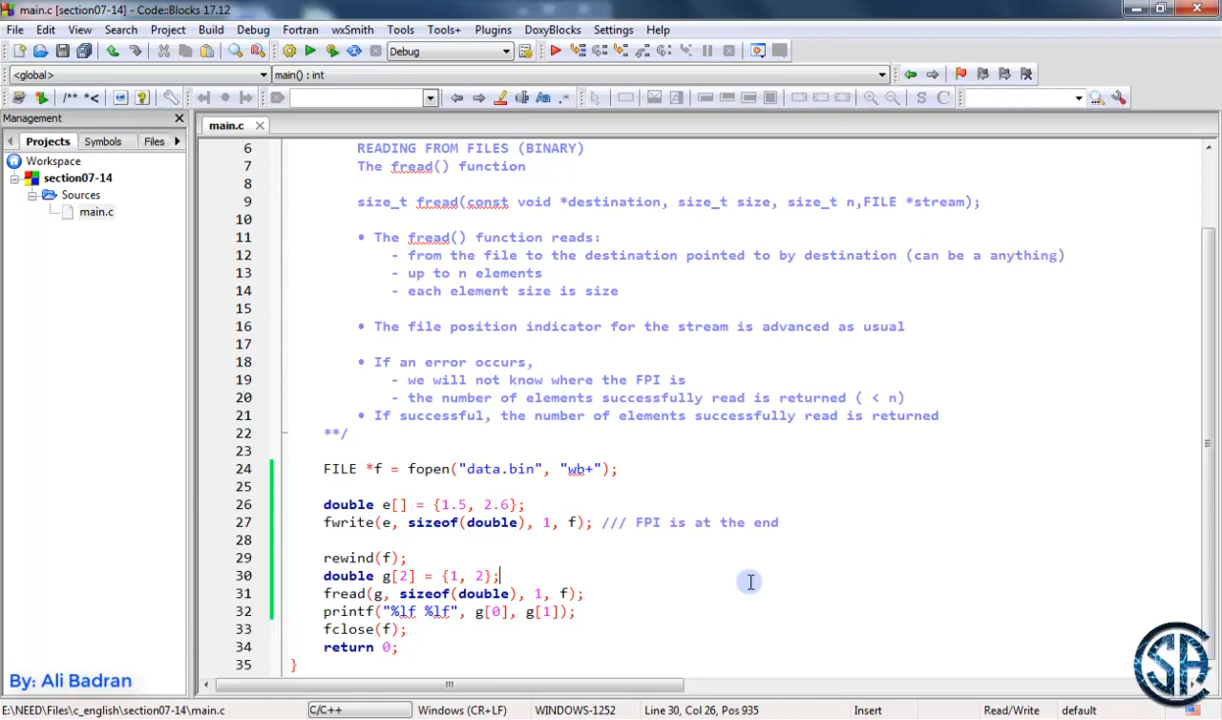 main.c [section07-14] - Code::Blocks 17.12
File Edit View Search Project Build Debug Fortran wxSmith Tools Tools+ Plugins DoxyBlocks Settings Help
Debug
<global> main() : int
/** *<
S C
Management
main.c
Projects Symbols Files
Workspace
section07-14
Sources
main.c
6 READING FROM FILES (BINARY)
7 The fread() function
8
9 size_t fread(const void *destination, size_t size, size_t n,FILE *stream);
10
11 • The fread() function reads:
12 - from the file to the destination pointed to by destination (can be a anything)
13 - up to n elements
14 - each element size is size
15
16 • The file position indicator for the stream is advanced as usual
17
18 • If an error occurs,
19 - we will not know where the FPI is
20 - the number of elements successfully read is returned ( < n)
21 • If successful, the number of elements successfully read is returned
22 **/
23
24 FILE *f = fopen("data.bin", "wb+");
25
26 double e[] = {1.5, 2.6};
27 fwrite(e, sizeof(double), 1, f); /// FPI is at the end
28
29 rewind(f);
30 double g[2] = {1, 2};
31 fread(g, sizeof(double), 1, f);
32 printf("%lf %lf", g[0], g[1]);
33 fclose(f);
34 return 0;
35 }
By: Ali Badran
E:\NEED\Files\c_english\section07-14\main.c C/C++ Windows (CR+LF) WINDOWS-1252 Line 30, Col 26, Pos 935 Insert Read/Write default